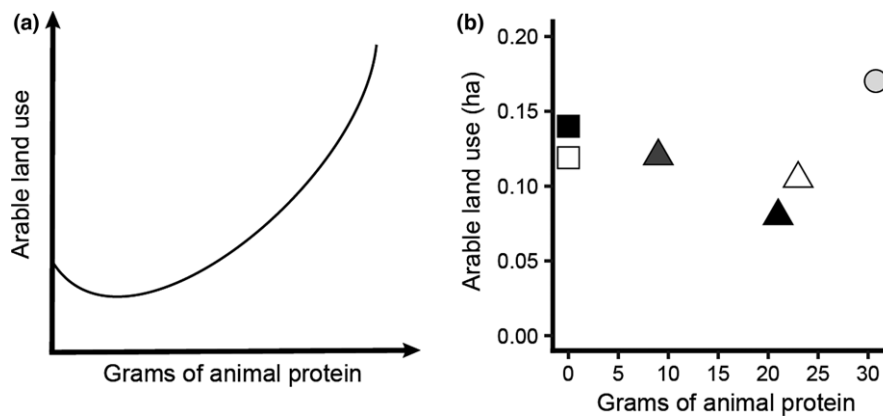 (a)
Arable land use
Grams of animal protein
(b)
Arable land use (ha)
0.20
0.15
0.10
0.05
0.00
0 5 10 15 20 25 30
Grams of animal protein